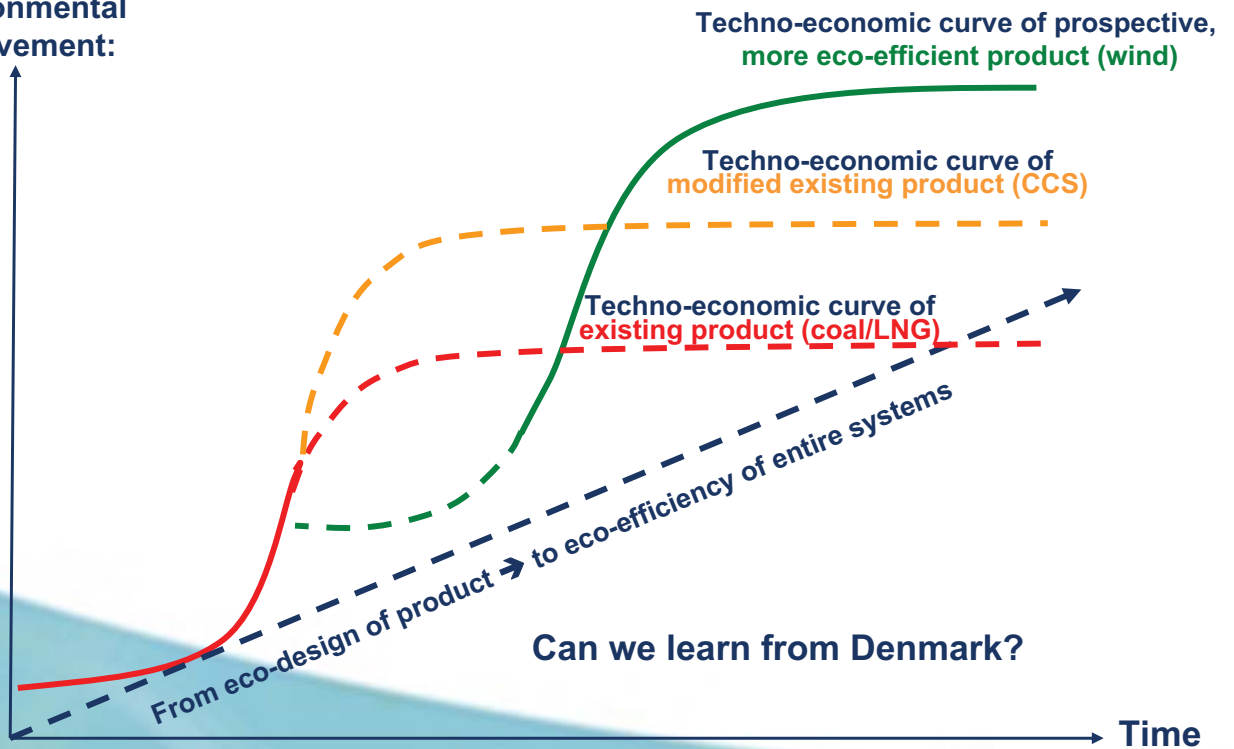 Techno-economic curve of prospective,
more eco-efficient product (wind)
Techno-economic curve of
modified existing product (CCS)
Techno-economic curve of
existing product (coal/LNG)
From eco-design of product ➔ to eco-efficiency of entire systems
Can we learn from Denmark?
Time